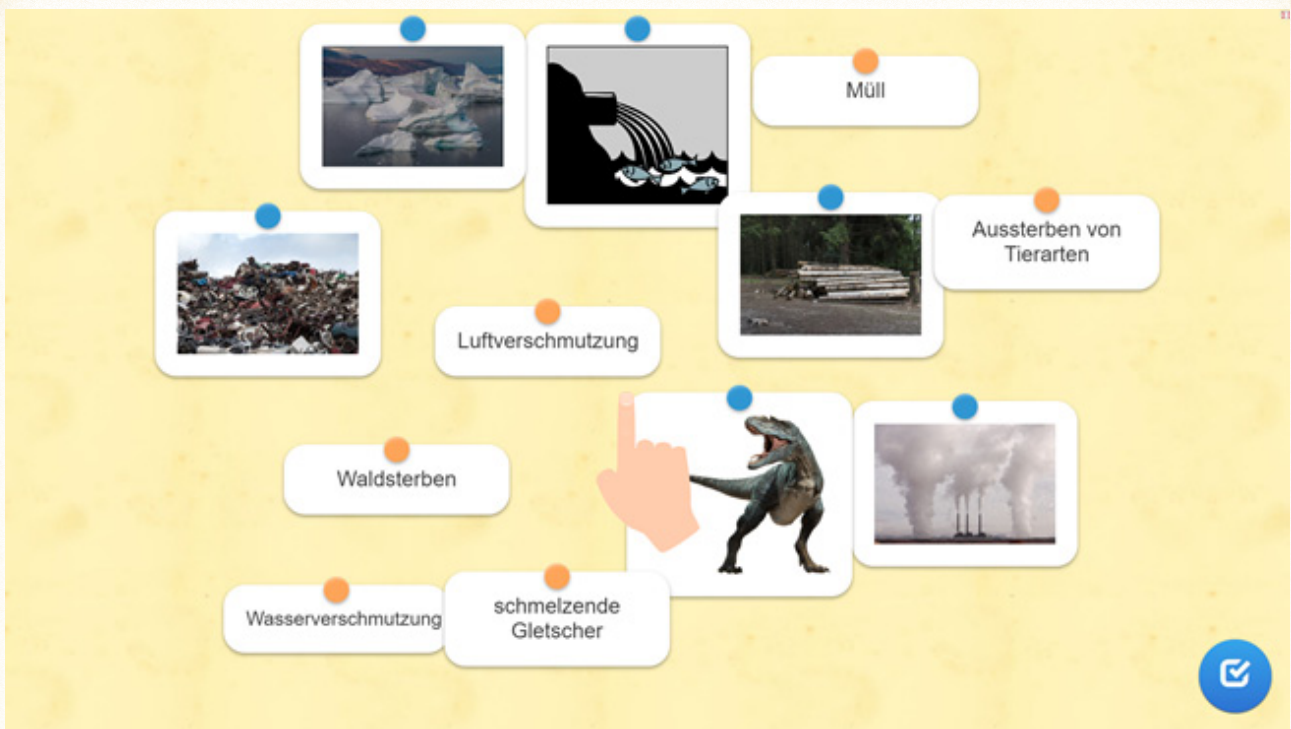 Müll
Aussterben von
Tierarten
Luftverschmutzung
Waldsterben
Wasserverschmutzung
schmelzende
Gletscher